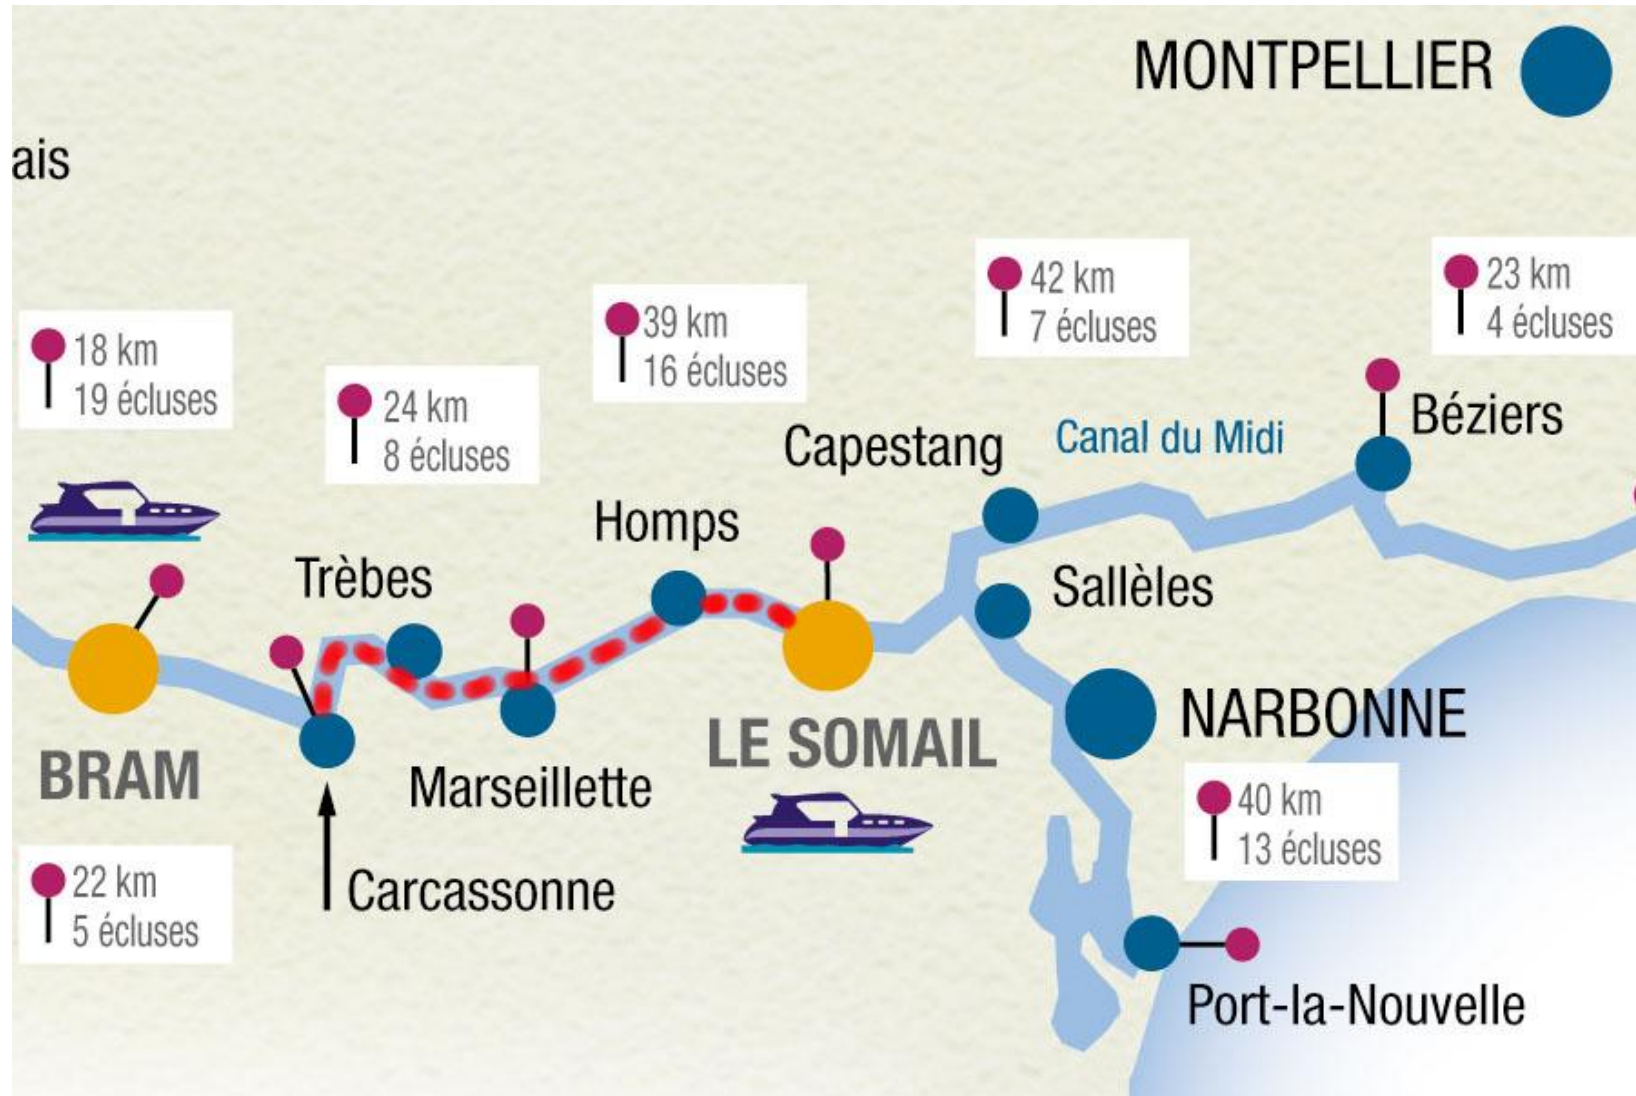 MONTPELLIER
ais
42 km
7 écluses
23 km
4 écluses
39 km
16 écluses
18 km
19 écluses
24 km
8 écluses
Béziers
Canal du Midi
Capestang
Homps
Trèbes
Sallèles
NARBONNE
LE SOMAIL
BRAM
Marseillette
40 km
13 écluses
22 km
5 écluses
Carcassonne
Port-la-Nouvelle